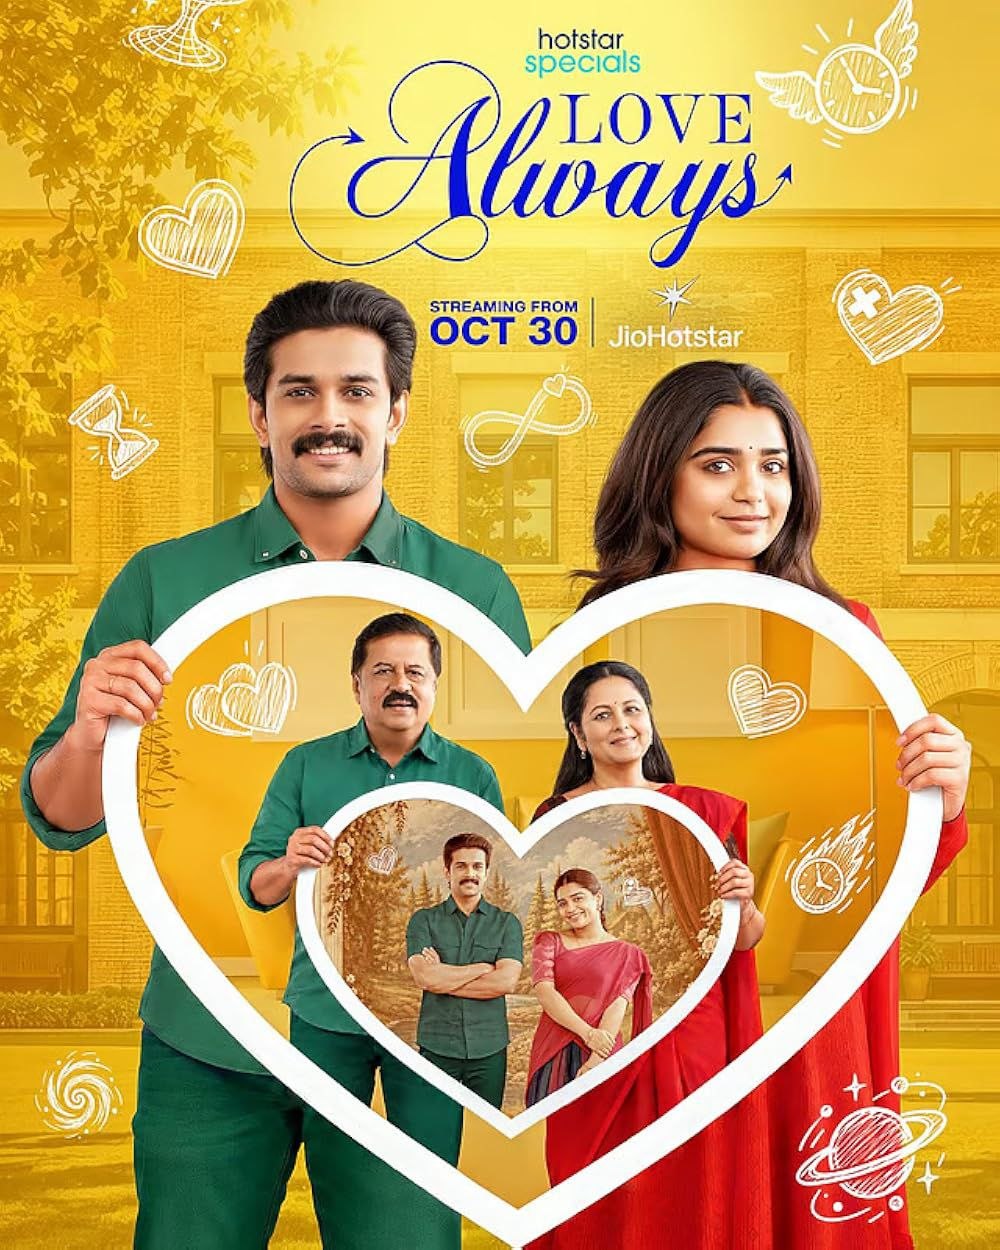 hotstar
specials
LOVE
Always
STREAMING FROM
OCT 30
JioHotstar